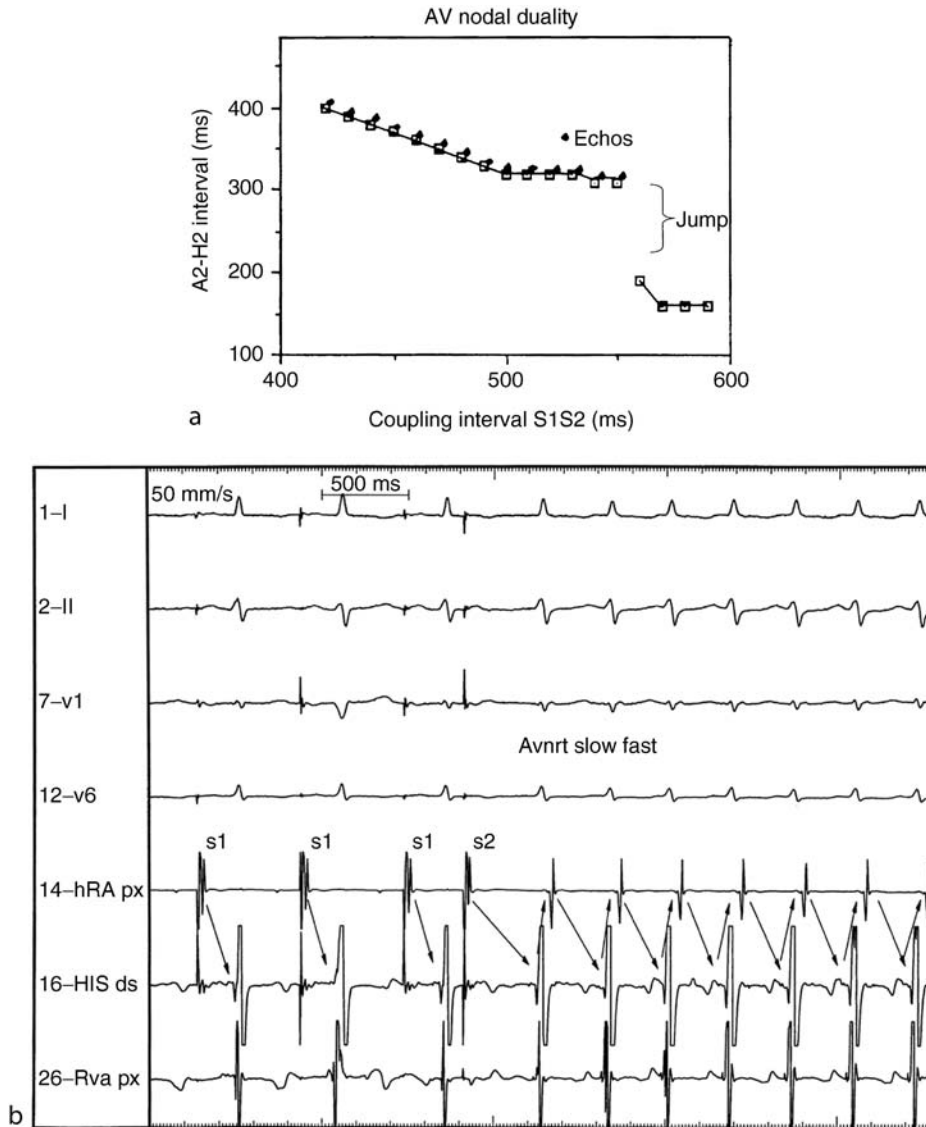 AV nodal duality
A2-H2 interval (ms)
400
300
200
100
Echos
Jump
400
500
600
Coupling interval S1S2 (ms)
a
50 mm/s
500 ms
1–I
2–II
7–v1
Avnrt slow fast
12–v6
s1
s1
s1
s2
14–hRA px
16–HIS ds
26–Rva px
b